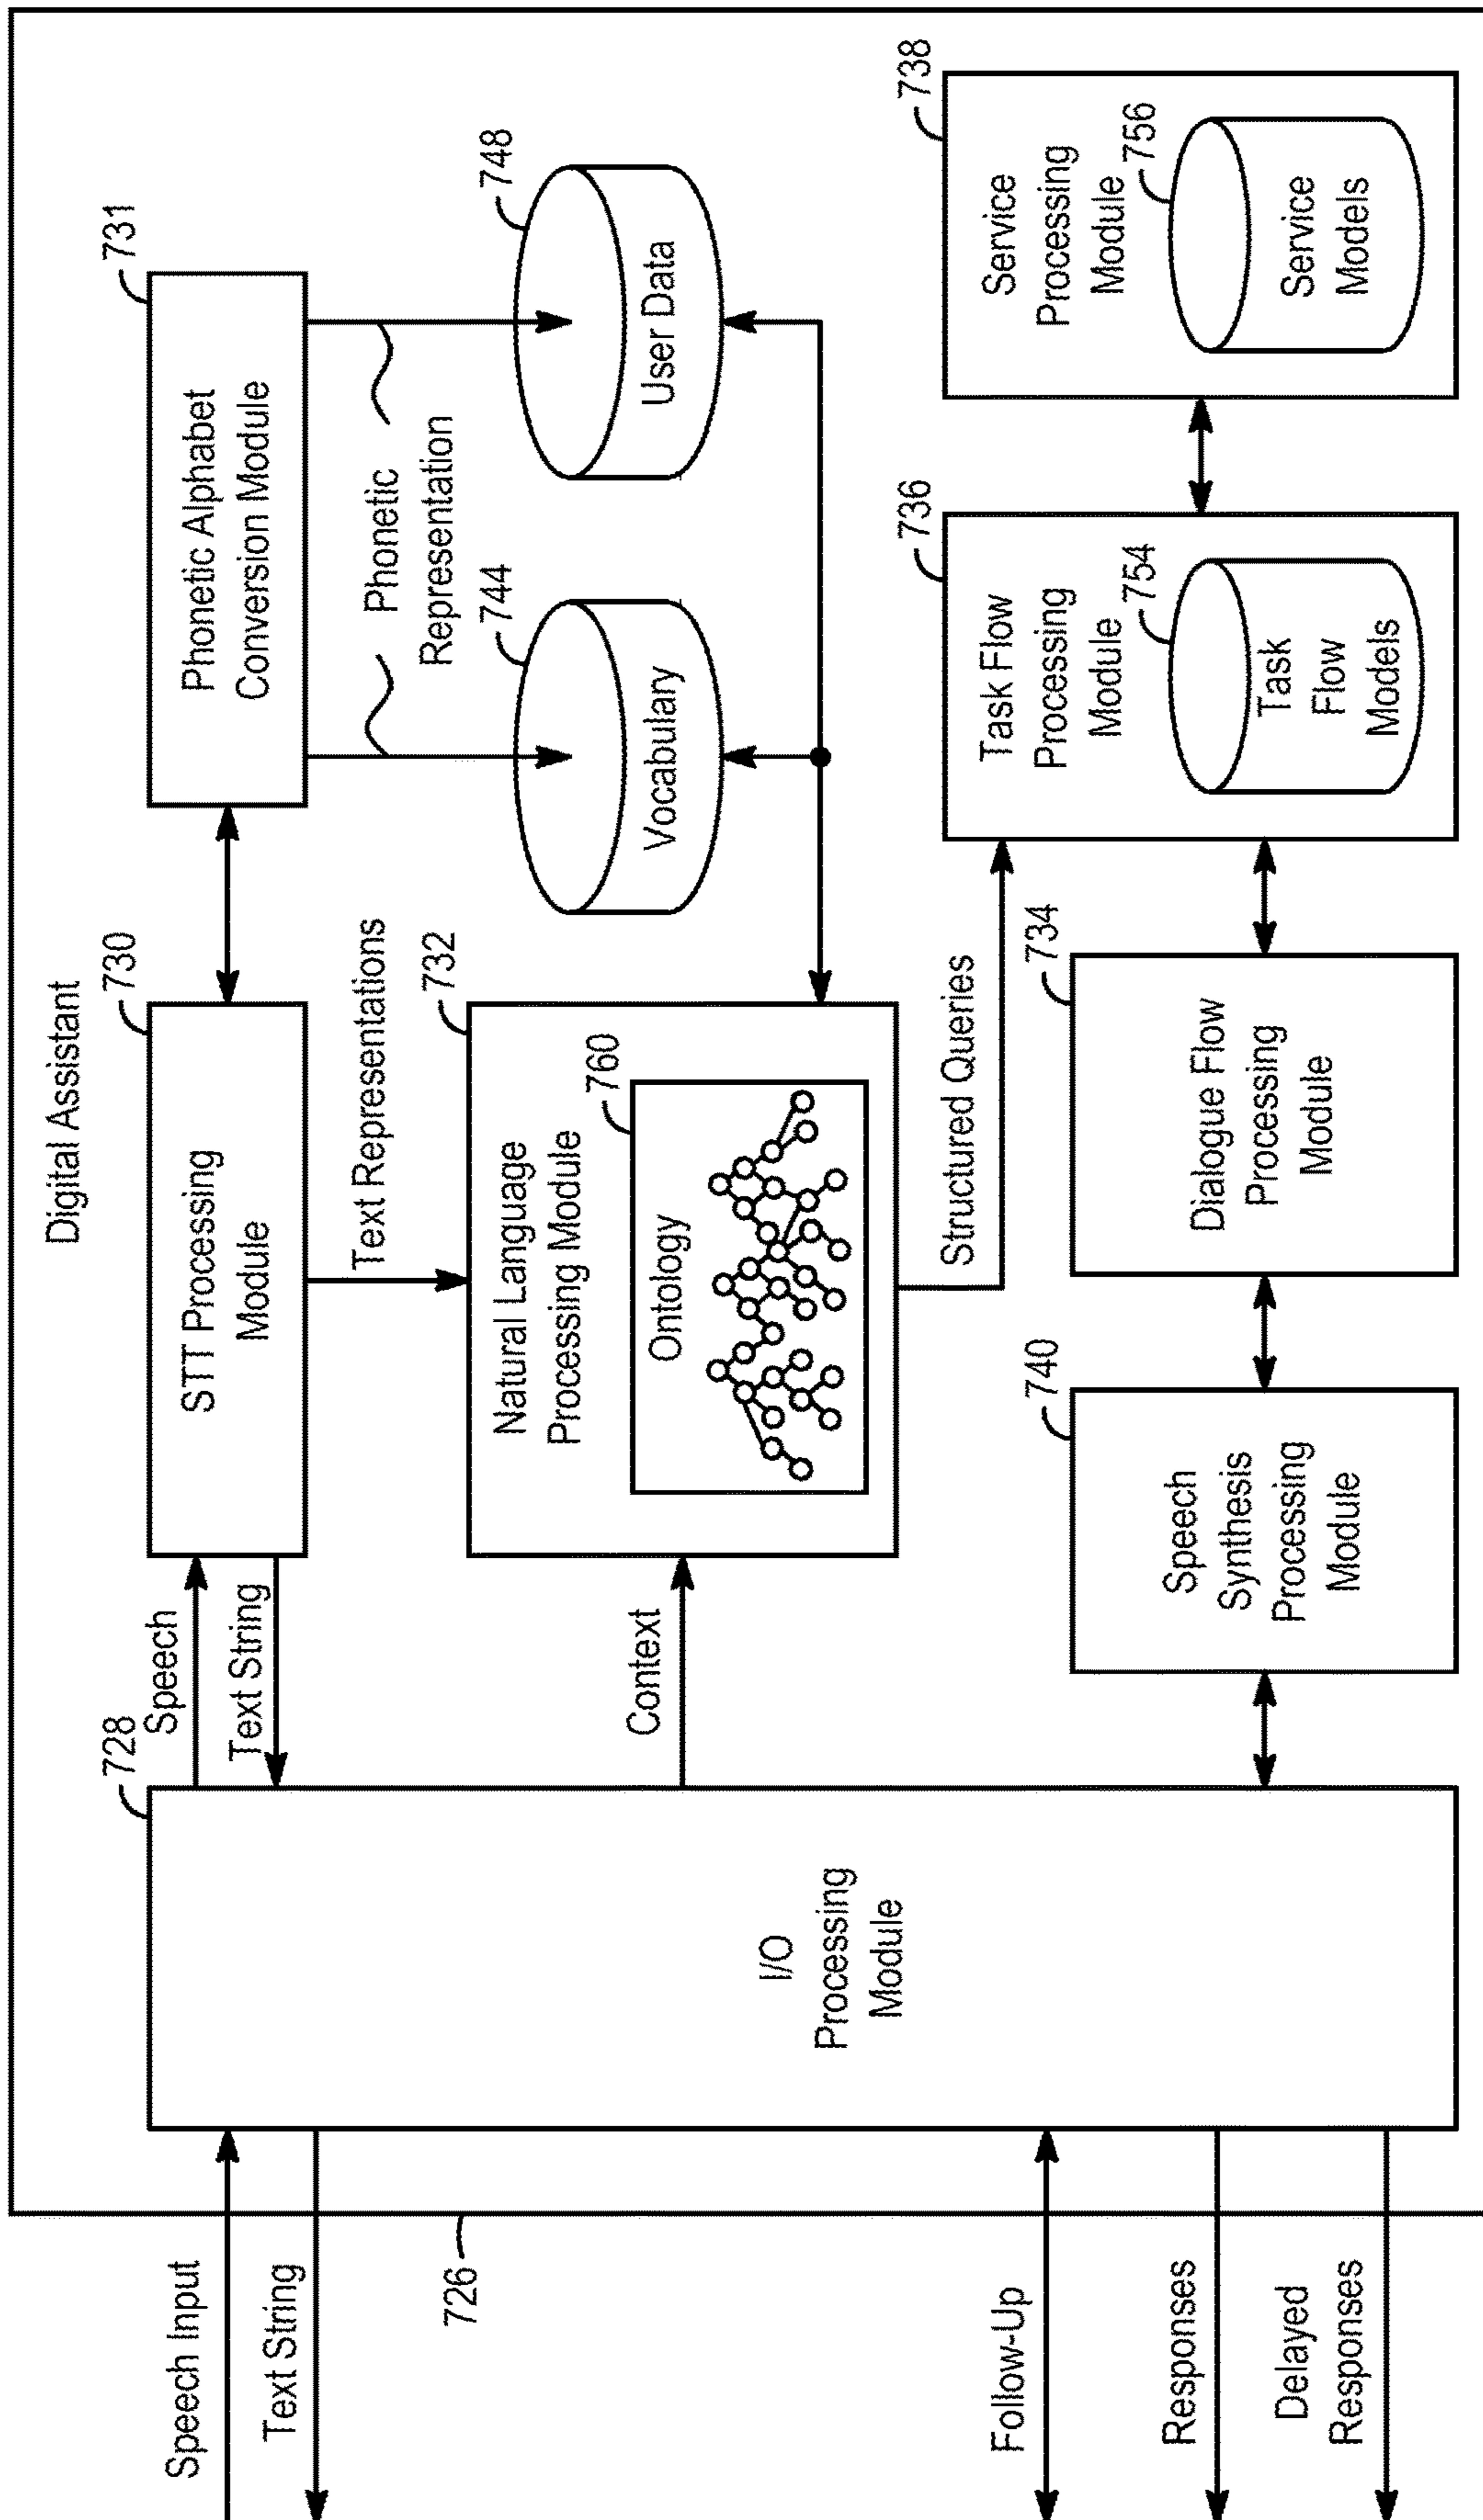 Digital Assistant
726
Speech Input
Text String
Follow-Up
Responses
Delayed
Responses
728
I/O
Processing
Module
Speech
Text String
Context
730
STT Processing
Module
Text Representations
731
Phonetic Alphabet
Conversion Module
Phonetic
Representation
732
Natural Language
Processing Module
760
Ontology
744
Vocabulary
748
User Data
Structured Queries
740
Speech
Synthesis
Processing
Module
734
Dialogue Flow
Processing
Module
736
Task Flow
Processing
Module
754
Task
Flow
Models
738
Service
Processing
Module
756
Service
Models